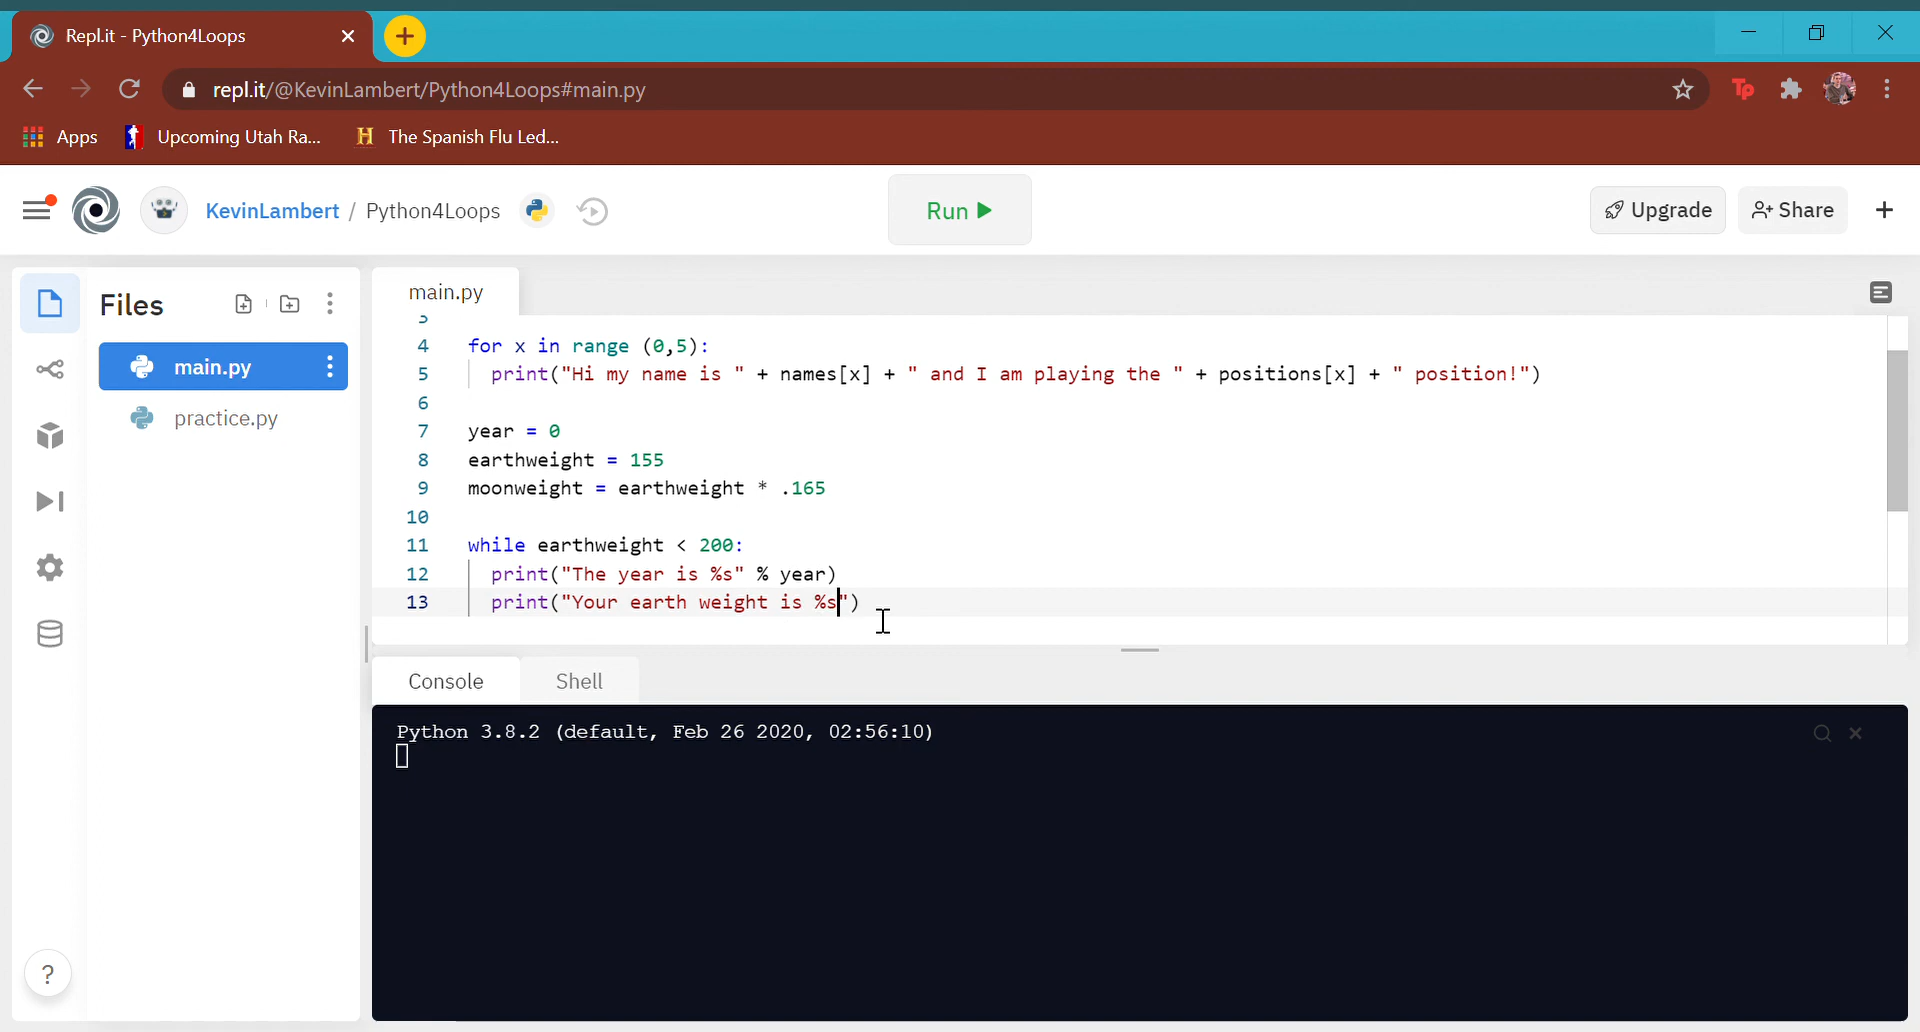 Repl.it - Python4Loops
repl.it/@KevinLambert/Python4Loops#main.py
Tp
Apps
Upcoming Utah Ra...
H The Spanish Flu Led...
KevinLambert / Python4Loops
Run
Upgrade
Share
Files
main.py
practice.py
main.py
3
4 for x in range (0,5):
5 print("Hi my name is " + names[x] + " and I am playing the " + positions[x] + " position!")
6
7 year = 0
8 earthweight = 155
9 moonweight = earthweight * .165
10
11 while earthweight < 200:
12 print("The year is %s" % year)
13 print("Your earth weight is %s")
Console
Shell
Python 3.8.2 (default, Feb 26 2020, 02:56:10)
?